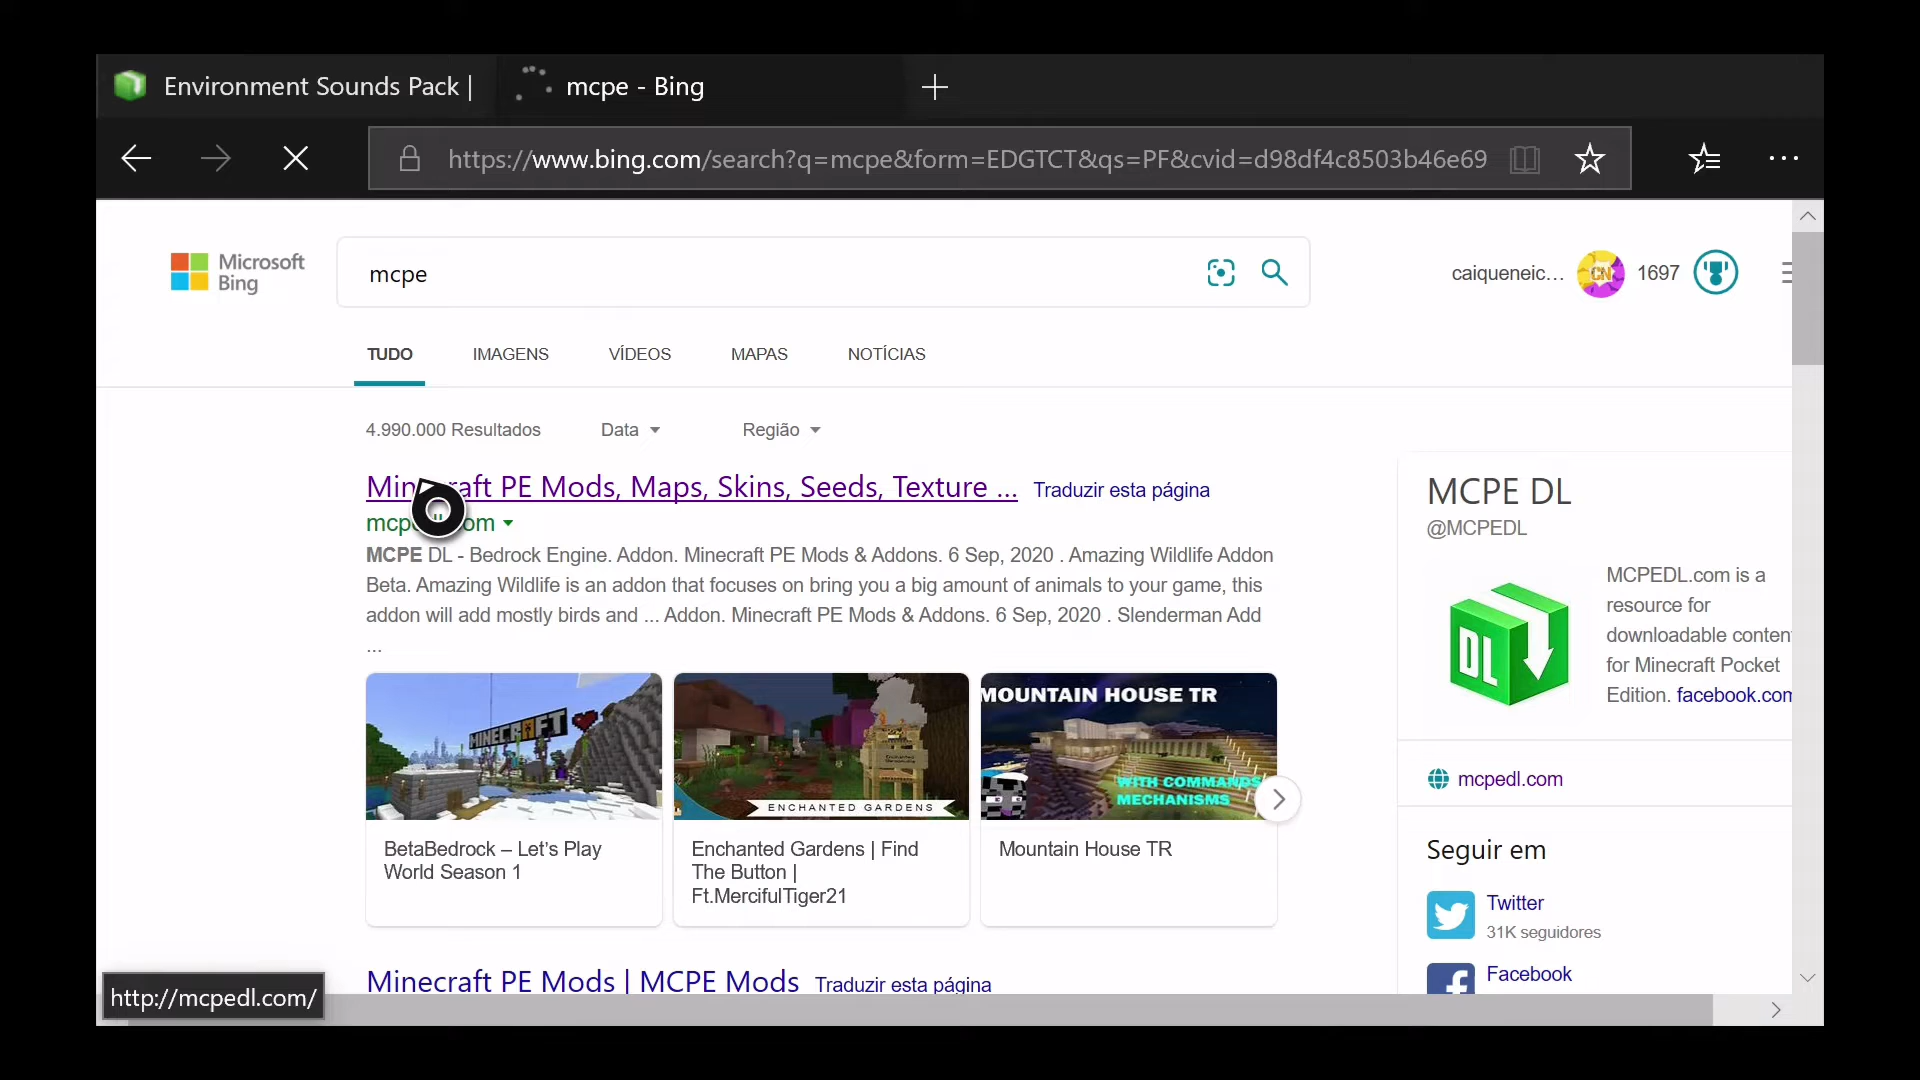 Environment Sounds Pack |
mcpe - Bing
https://www.bing.com/search?q=mcpe&form=EDGTCT&qs=PF&cvid=d98df4c8503b46e69
Microsoft
Bing
mcpe
caiqueneic...
CN
1697
TUDO
IMAGENS
VÍDEOS
MAPAS
NOTÍCIAS
4.990.000 Resultados
Data
Região
Minecraft PE Mods, Maps, Skins, Seeds, Texture ...
Traduzir esta página
MCPE DL - Bedrock Engine. Addon. Minecraft PE Mods & Addons. 6 Sep, 2020 . Amazing Wildlife Addon
Beta. Amazing Wildlife is an addon that focuses on bring you a big amount of animals to your game, this
addon will add mostly birds and ... Addon. Minecraft PE Mods & Addons. 6 Sep, 2020 . Slenderman Add
...
MINECRAFT
BetaBedrock – Let's Play
World Season 1
ENCHANTED GARDENS
Enchanted Gardens | Find
The Button |
Ft.MercifulTiger21
MOUNTAIN HOUSE TR
WITH COMMANDS
MECHANISMS
Mountain House TR
Minecraft PE Mods | MCPE Mods
Traduzir esta página
MCPE DL
@MCPEDL
DL
MCPEDL.com is a
resource for
downloadable conten
for Minecraft Pocket
Edition. facebook.com
mcpedl.com
Seguir em
Twitter
31K seguidores
Facebook
http://mcpedl.com/